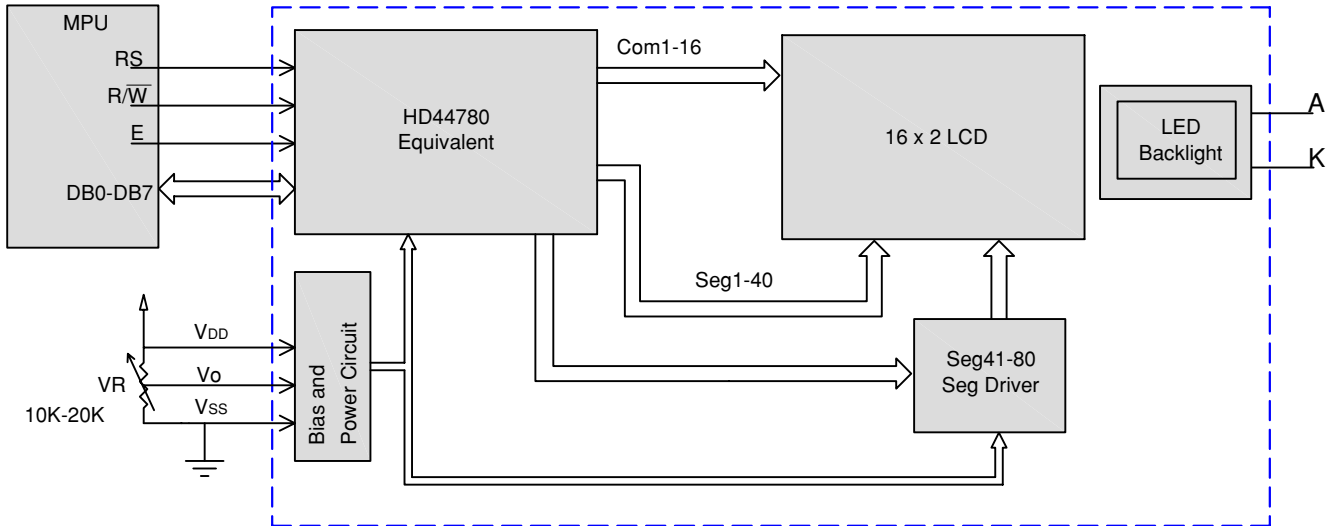 MPU
RS
R/W̅
E
DB0-DB7
HD44780
Equivalent
Com1-16
16 x 2 LCD
LED
Backlight
A
K
Seg1-40
Seg41-80
Seg Driver
Bias and
Power Circuit
VDD
Vo
VSS
VR
10K-20K